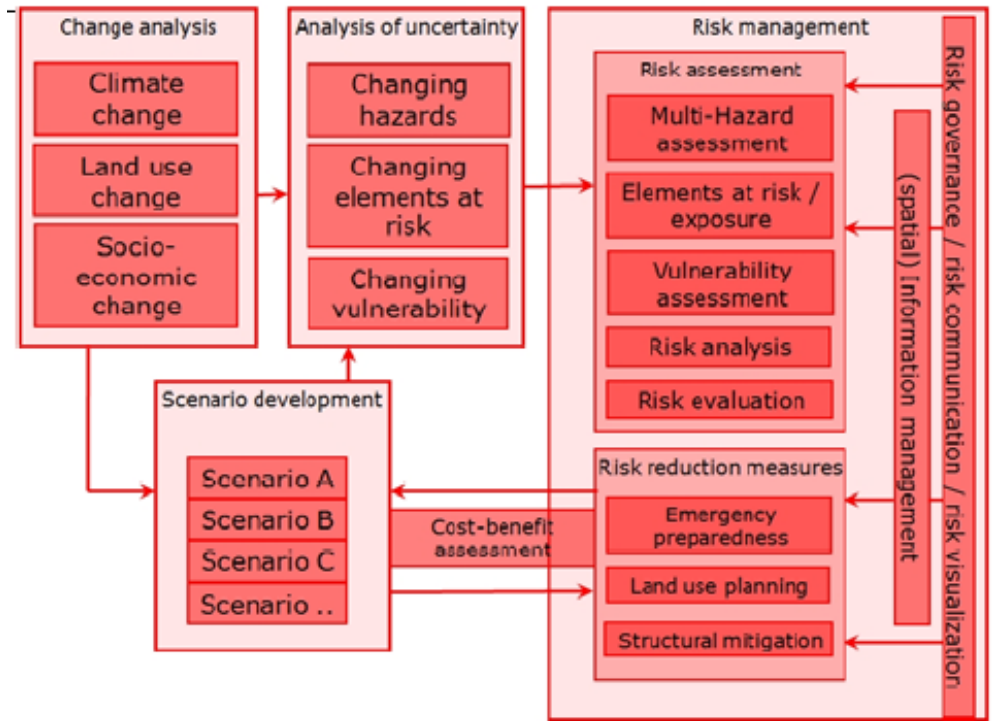 Change analysis
Climate
change
Land use
change
Socio-
economic
change
Analysis of uncertainty
Changing
hazards
Changing
elements at
risk
Changing
vulnerability
Scenario development
Scenario A
Scenario B
Scenario C
Scenario ..
Cost-benefit
assessment
Risk management
Risk assessment
Multi-Hazard
assessment
Elements at risk /
exposure
Vulnerability
assessment
Risk analysis
Risk evaluation
Risk reduction measures
Emergency
preparedness
Land use planning
Structural mitigation
(spatial) Information management
Risk governance / risk communication / risk visualization